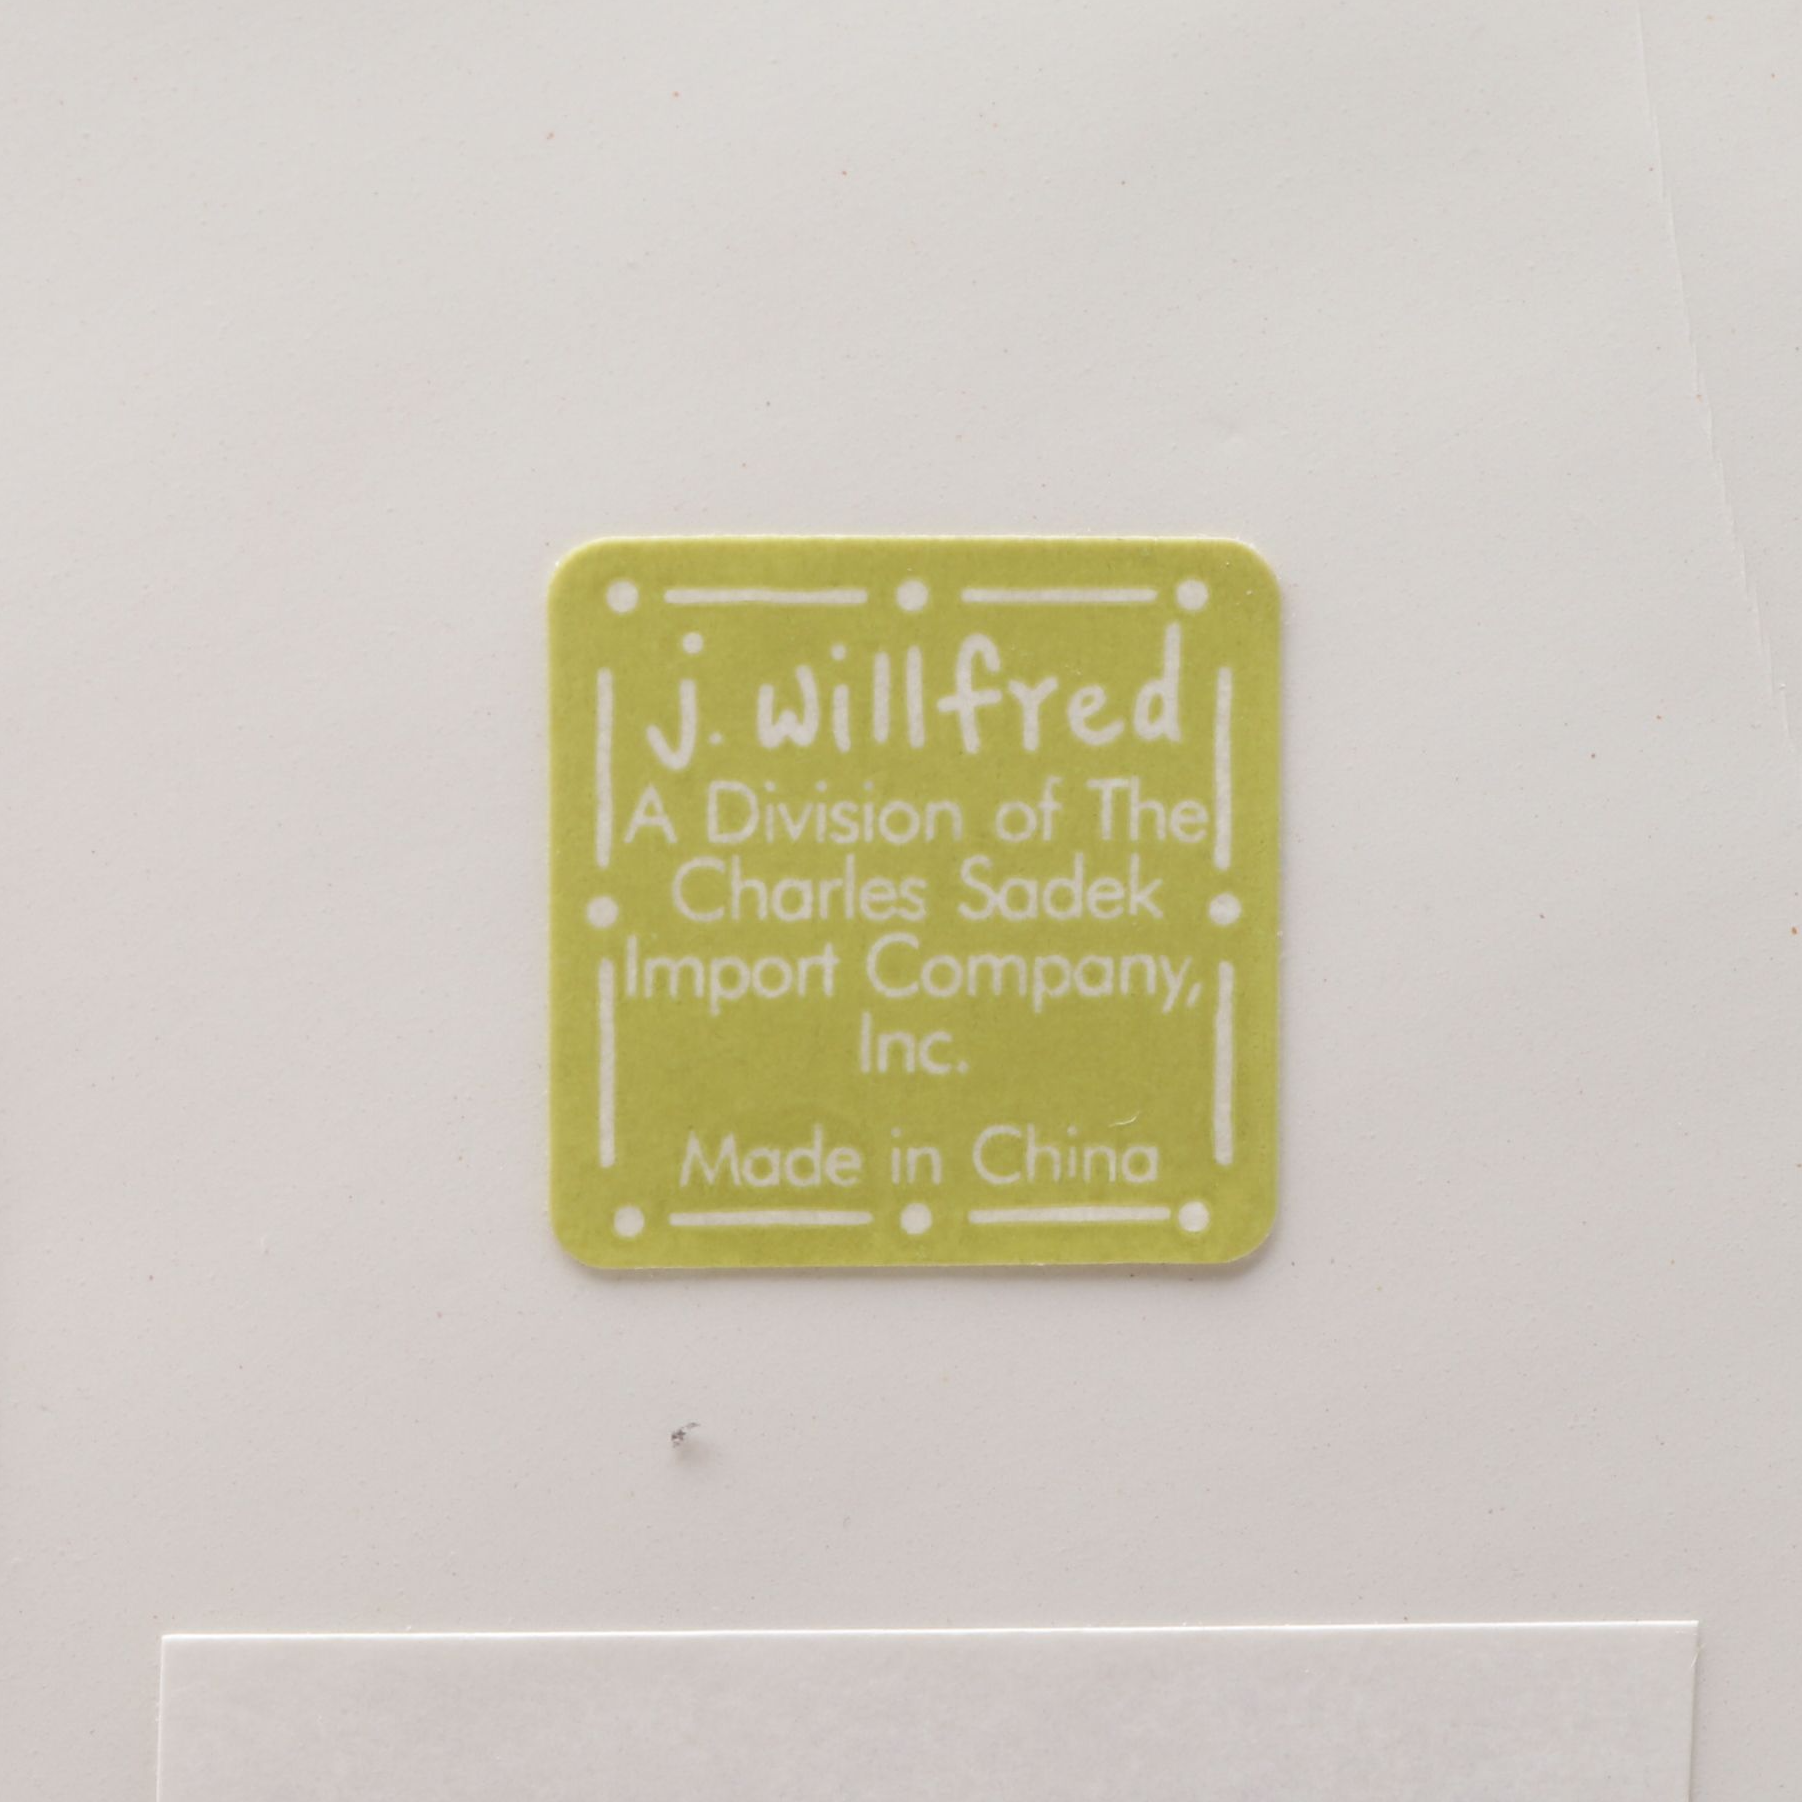 j. willfred
A Division of The
Charles Sadek
Import Company,
Inc.
Made in China